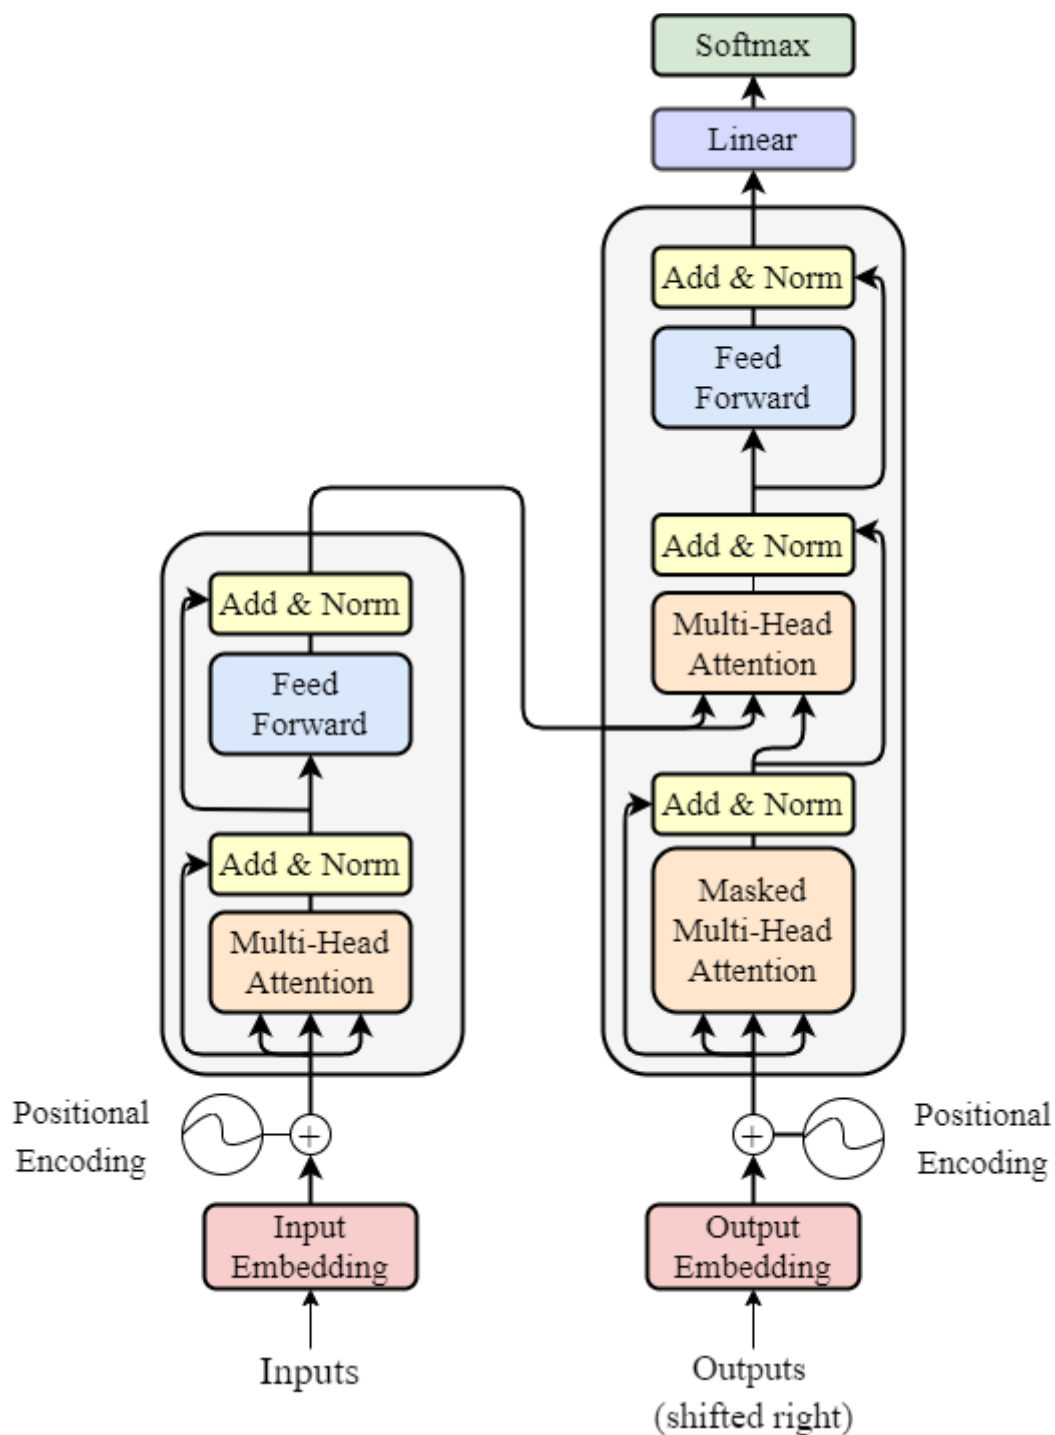 Softmax
Linear
Add & Norm
Feed
Forward
Add & Norm
Multi-Head
Attention
Add & Norm
Masked
Multi-Head
Attention
Add & Norm
Feed
Forward
Add & Norm
Multi-Head
Attention
Positional
Encoding
Positional
Encoding
Input
Embedding
Output
Embedding
Inputs
Outputs
(shifted right)